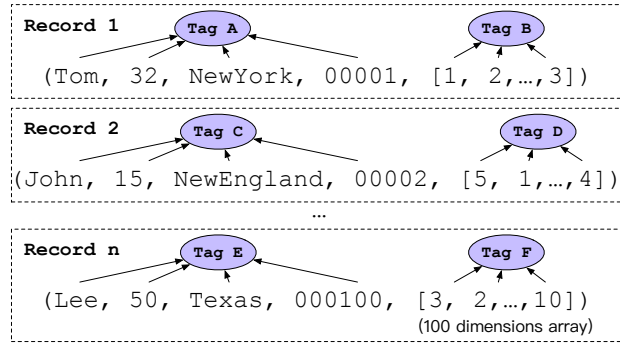 Record 1 Tag A Tag B
(Tom, 32, NewYork, 00001, [1, 2,…,3])
Record 2 Tag C Tag D
(John, 15, NewEngland, 00002, [5, 1,…,4])
…
Record n Tag E Tag F
(Lee, 50, Texas, 000100, [3, 2,…,10])
(100 dimensions array)